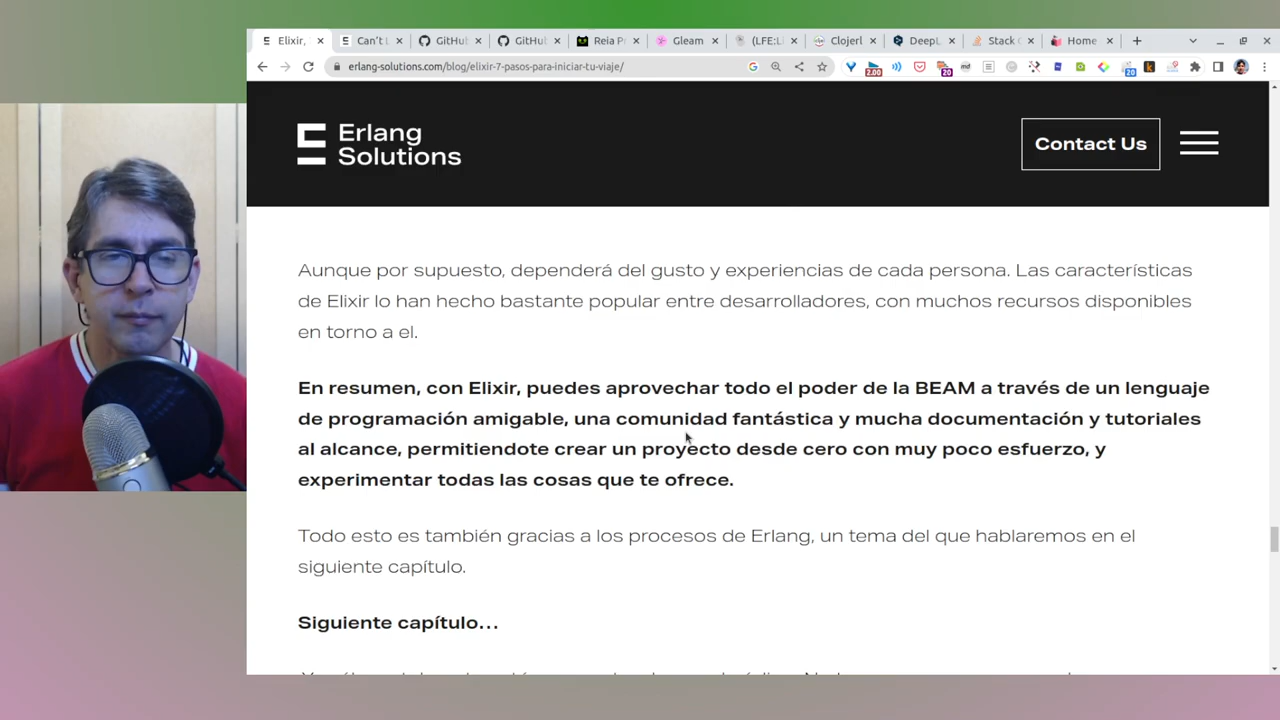 Elixir,
Can't L
GitHub
GitHub
Reia P
Gleam
(LFE:L
Clojerl
DeepL
Stack O
Home
erlang-solutions.com/blog/elixir-7-pasos-para-iniciar-tu-viaje/
2.00
20
20
Erlang
Solutions
Contact Us
Aunque por supuesto, dependerá del gusto y experiencias de cada persona. Las características
de Elixir lo han hecho bastante popular entre desarrolladores, con muchos recursos disponibles
en torno a el.
En resumen, con Elixir, puedes aprovechar todo el poder de la BEAM a través de un lenguaje
de programación amigable, una comunidad fantástica y mucha documentación y tutoriales
al alcance, permitiendote crear un proyecto desde cero con muy poco esfuerzo, y
experimentar todas las cosas que te ofrece.
Todo esto es también gracias a los procesos de Erlang, un tema del que hablaremos en el
siguiente capítulo.
Siguiente capítulo...